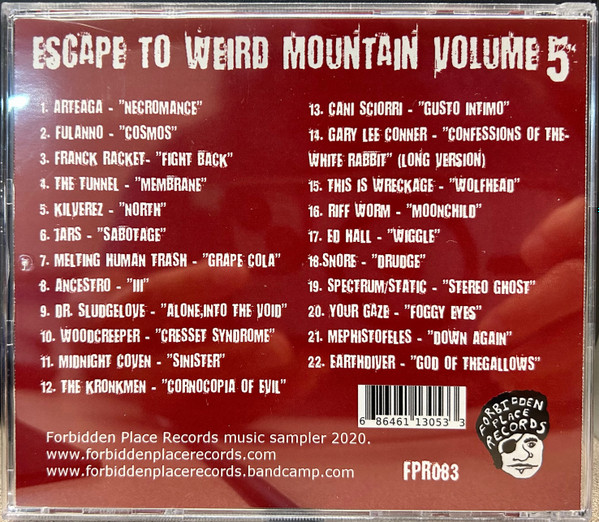 ESCAPE TO WEIRD MOUNTAIN VOLUME 5
1. ARTEAGA - "NECROMANCE"
2. FULANNO - "COSMOS"
3. FRANCK RACKET- "FIGHT BACK"
4. THE TUNNEL - "MEMBRANE"
5. KILVEREZ - "NORTH"
6. JARS - "SABOTAGE"
7. MELTING HUMAN TRASH - "GRAPE COLA"
8. ANCESTRO - "III"
9. DR. SLUDGELOVE - "ALONE,INTO THE VOID"
10. WOODCREEPER - "CRESSET SYNDROME"
11. MIDNIGHT COVEN - "SINISTER"
12. THE KRONKMEN - "CORNOCOPIA OF EVIL"
13. CANI SCIORRI - "GUSTO INTIMO"
14. GARY LEE CONNER - "CONFESSIONS OF THE-
WHITE RABBIT" (LONG VERSION)
15. THIS IS WRECKAGE - "WOLFHEAD"
16. RIFF WORM - "MOONCHILD"
17. ED HALL - "WIGGLE"
18.SNORE - "DRUDGE"
19. SPECTRUM/STATIC - "STEREO GHOST"
20. YOUR GAZE - "FOGGY EYES"
21. MEPHISTOFELES - "DOWN AGAIN"
22. EARTHDIVER - "GOD OF THEGALLOWS"
6 86461 13053 3
FORBIDDEN
PLACE
RECORDS
Forbidden Place Records music sampler 2020.
www.forbiddenplacerecords.com
www.forbiddenplacerecords.bandcamp.com
FPR083